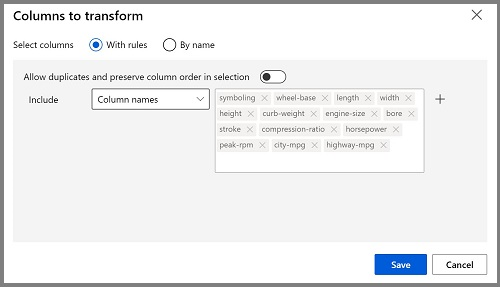 Columns to transform
Select columns With rules By name
Allow duplicates and preserve column order in selection
Include Column names symboling wheel-base length width
height curb-weight engine-size bore
stroke compression-ratio horsepower
peak-rpm city-mpg highway-mpg
Save Cancel